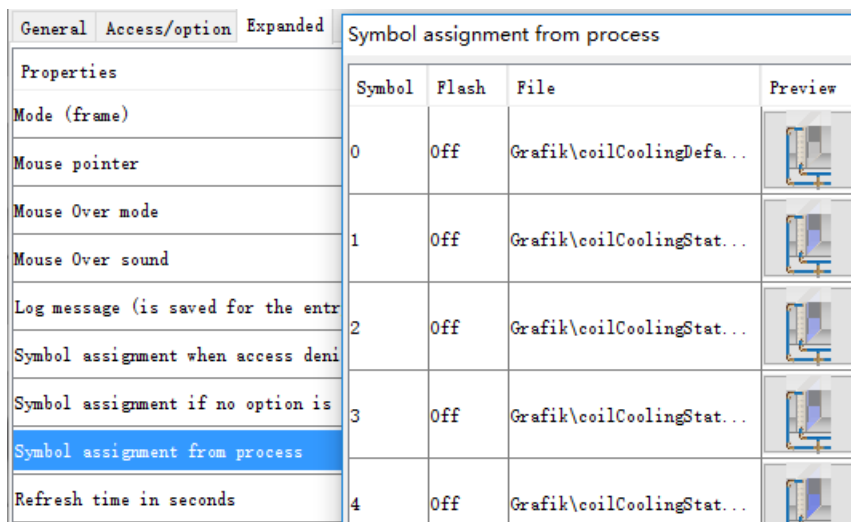 General Access/option Expanded
Properties
Mode (frame)
Mouse pointer
Mouse Over mode
Mouse Over sound
Log message (is saved for the entr
Symbol assignment when access deni
Symbol assignment if no option is
Symbol assignment from process
Refresh time in seconds
Symbol assignment from process
Symbol Flash File Preview
0 Off Grafik\coilCoolingDefa...
1 Off Grafik\coilCoolingStat...
2 Off Grafik\coilCoolingStat...
3 Off Grafik\coilCoolingStat...
4 Off Grafik\coilCoolingStat...